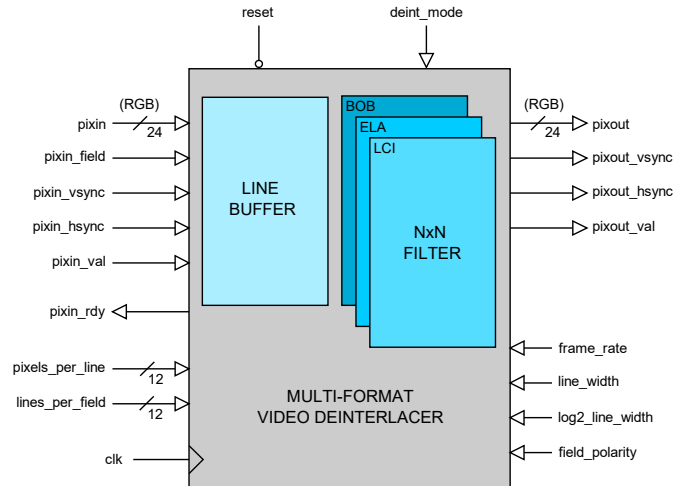 reset
deint_mode
(RGB)
pixin
24
pixin_field
pixin_vsync
pixin_hsync
pixin_val
pixin_rdy
pixels_per_line
12
lines_per_field
12
clk
LINE
BUFFER
BOB
ELA
LCI
NxN
FILTER
MULTI-FORMAT
VIDEO DEINTERLACER
(RGB)
24
pixout
pixout_vsync
pixout_hsync
pixout_val
frame_rate
line_width
log2_line_width
field_polarity